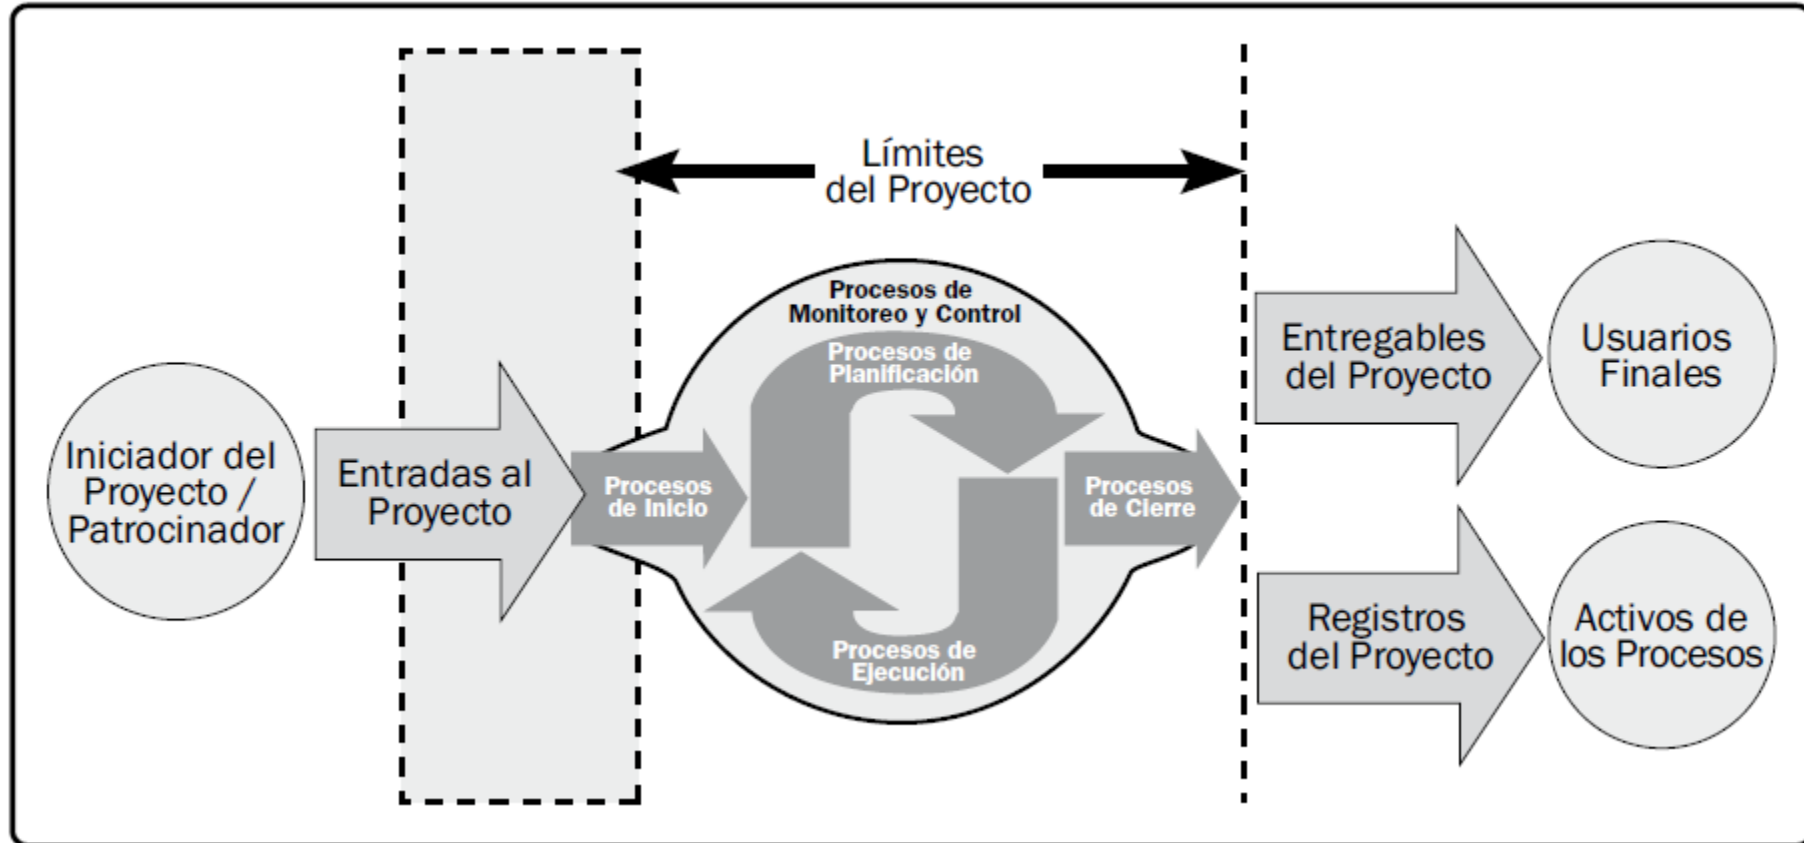 Límites
del Proyecto
Procesos de
Monitoreo y Control
Procesos de
Planificación
Iniciador del
Proyecto /
Patrocinador
Entradas al
Proyecto
Procesos
de Inicio
Procesos
de Cierre
Procesos de
Ejecución
Entregables
del Proyecto
Usuarios
Finales
Registros
del Proyecto
Activos de
los Procesos